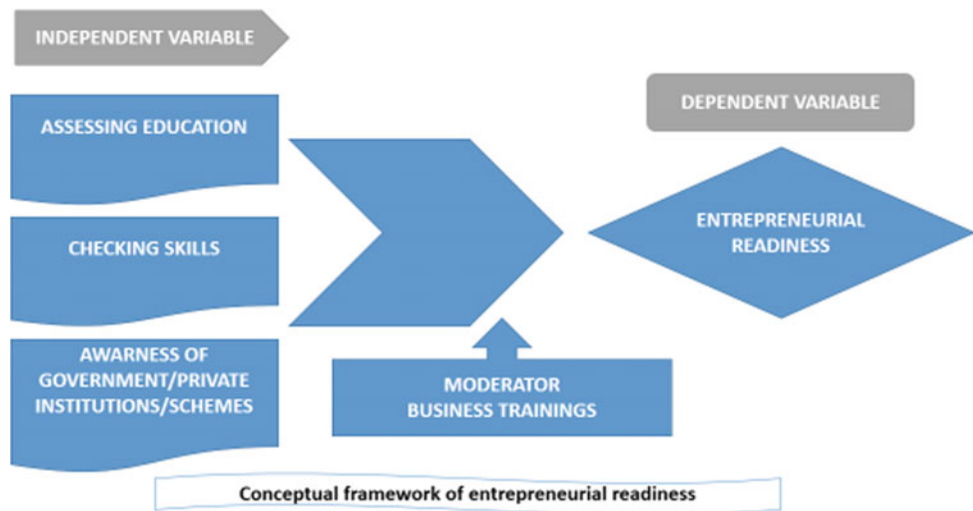 INDEPENDENT VARIABLE
DEPENDENT VARIABLE
ASSESSING EDUCATION
CHECKING SKILLS
AWARNESS OF
GOVERNMENT/PRIVATE
INSTITUTIONS/SCHEMES
MODERATOR
BUSINESS TRAININGS
ENTREPRENEURIAL
READINESS
Conceptual framework of entrepreneurial readiness